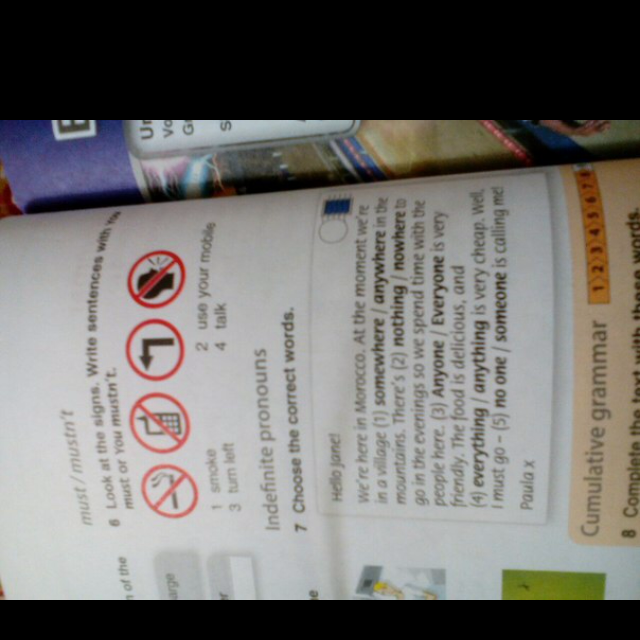 must / mustn't
6 Look at the signs. Write sentences with
must or you mustn't.
1 smoke
2 use your mobile
3 turn left
4 talk
Indefinite pronouns
7 Choose the correct words.
Hello Jane!
We're here in Morocco. At the moment we're
in a village (1) somewhere / anywhere in the
mountains. There's (2) nothing / nowhere to
go in the evenings so we spend time with the
people here. (3) Anyone / Everyone is very
friendly. The food is delicious, and
(4) everything / anything is very cheap. Well,
I must go – (5) no one / someone is calling me!
Paula x
Cumulative grammar
1 2 3 4 5 6 7
8 Complete the text with these words.
n of the